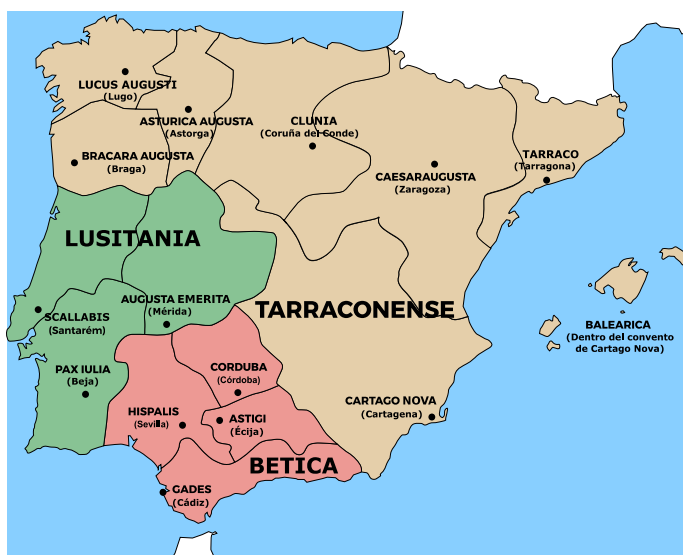 LUCUS AUGUSTI
(Lugo)
ASTURICA AUGUSTA
(Astorga)
CLUNIA
(Coruña del Conde)
BRACARA AUGUSTA
(Braga)
TARRACO
(Tarragona)
CAESARAUGUSTA
(Zaragoza)
LUSITANIA
AUGUSTA EMERITA
(Mérida)
TARRACONENSE
SCALLABIS
(Santarém)
BALEARICA
(Dentro del convento
de Cartago Nova)
PAX IULIA
(Beja)
CORDUBA
(Córdoba)
CARTAGO NOVA
(Cartagena)
HISPALIS
(Sevilla)
ASTIGI
(Écija)
BETICA
GADES
(Cádiz)